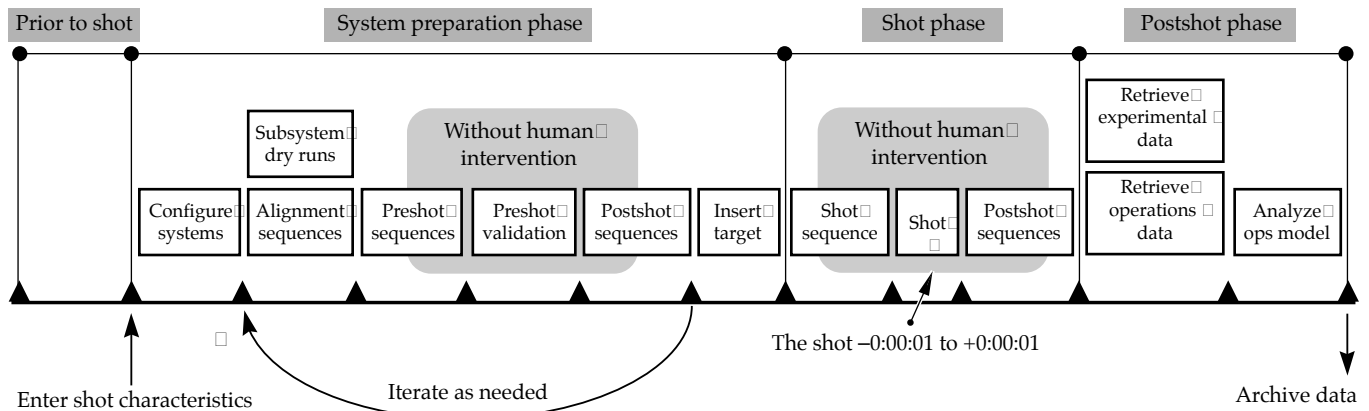 Prior to shot
System preparation phase
Shot phase
Postshot phase
Subsystem
dry runs
Without human
intervention
Configure
systems
Alignment
sequences
Preshot
sequences
Preshot
validation
Postshot
sequences
Insert
target
Without human
intervention
Shot
sequence
Shot
Postshot
sequences
Retrieve
experimental
data
Retrieve
operations
data
Analyze
ops model
The shot –0:00:01 to +0:00:01
Enter shot characteristics
Iterate as needed
Archive data